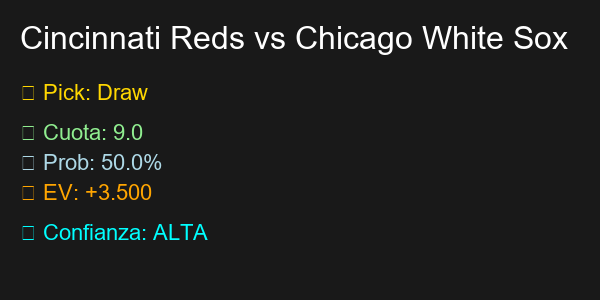 Cincinnati Reds vs Chicago White Sox
Pick: Draw
Cuota: 9.0
Prob: 50.0%
EV: +3.500
Confianza: ALTA